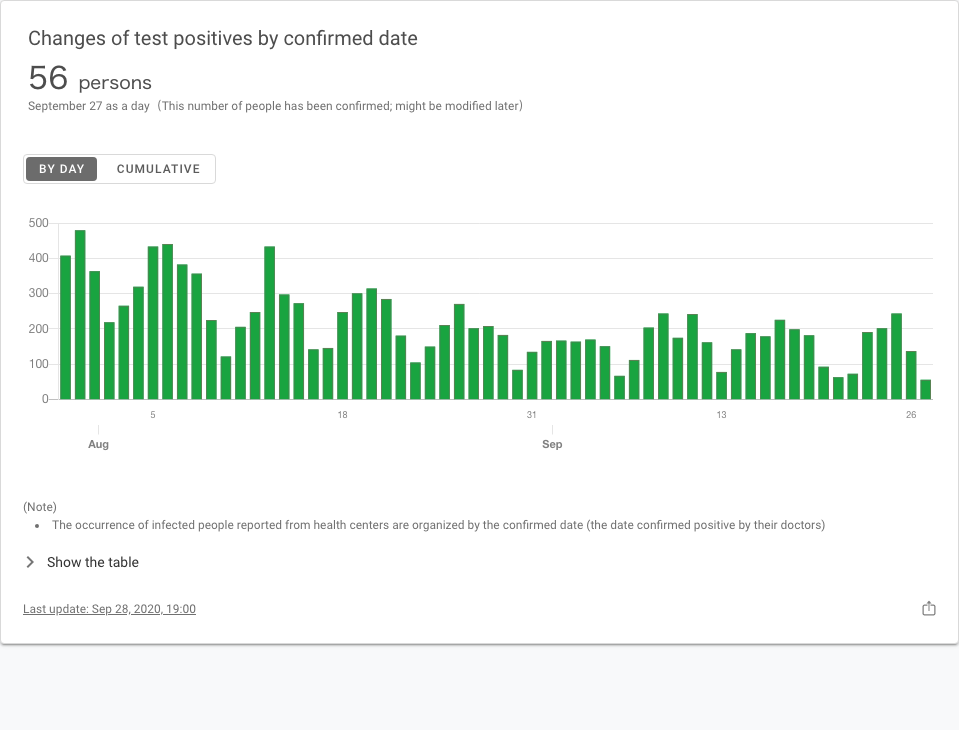 Changes of test positives by confirmed date
56 persons
September 27 as a day（This number of people has been confirmed; might be modified later）
BY DAY CUMULATIVE
500
400
300
200
100
0
5 18 31 13 26
Aug Sep
(Note)
• The occurrence of infected people reported from health centers are organized by the confirmed date (the date confirmed positive by their doctors)
Show the table
Last update: Sep 28, 2020, 19:00